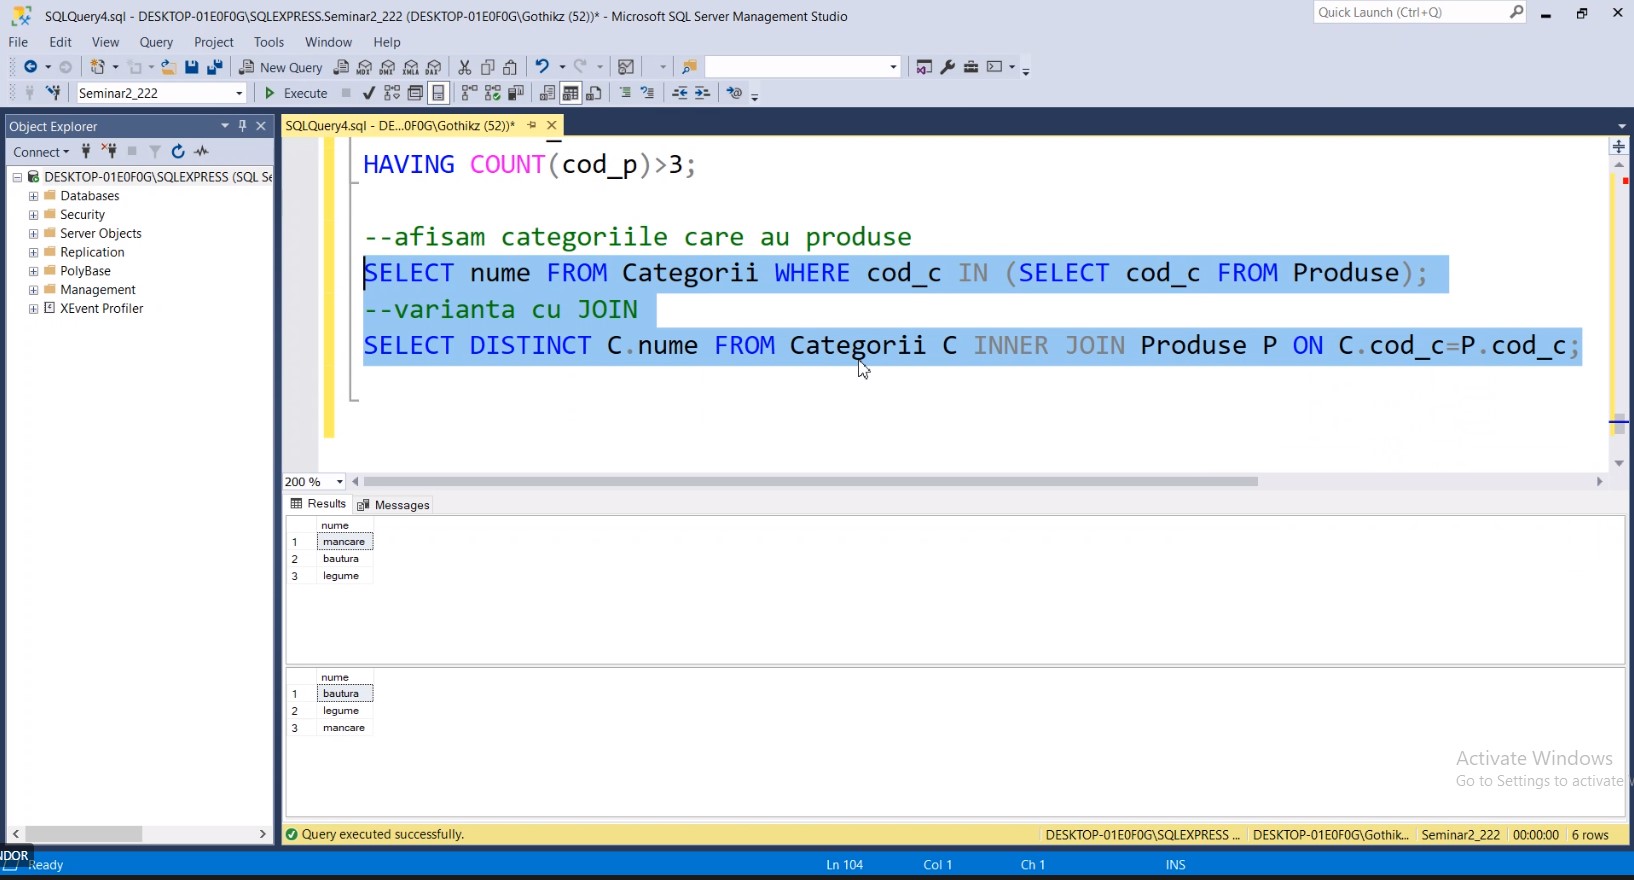 SQLQuery4.sql - DESKTOP-01E0F0G\SQLEXPRESS.Seminar2_222 (DESKTOP-01E0F0G\Gothikz (52))* - Microsoft SQL Server Management Studio
Quick Launch (Ctrl+Q)
File Edit View Query Project Tools Window Help
New Query
MDX DMX XMLA DAX
Seminar2_222
Execute
Object Explorer
SQLQuery4.sql - DE...0F0G\Gothikz (52))*
Connect
DESKTOP-01E0F0G\SQLEXPRESS (SQL Se
Databases
Security
Server Objects
Replication
PolyBase
Management
XEvent Profiler
HAVING COUNT(cod_p)>3;
--afisam categoriile care au produse
SELECT nume FROM Categorii WHERE cod_c IN (SELECT cod_c FROM Produse);
--varianta cu JOIN
SELECT DISTINCT C.nume FROM Categorii C INNER JOIN Produse P ON C.cod_c=P.cod_c;
200 %
Results Messages
nume
1 mancare
2 bautura
3 legume
nume
1 bautura
2 legume
3 mancare
Activate Windows
Go to Settings to activate
Query executed successfully.
DESKTOP-01E0F0G\SQLEXPRESS ... DESKTOP-01E0F0G\Gothik... Seminar2_222 00:00:00 6 rows
NDOR
Ready
Ln 104 Col 1 Ch 1 INS